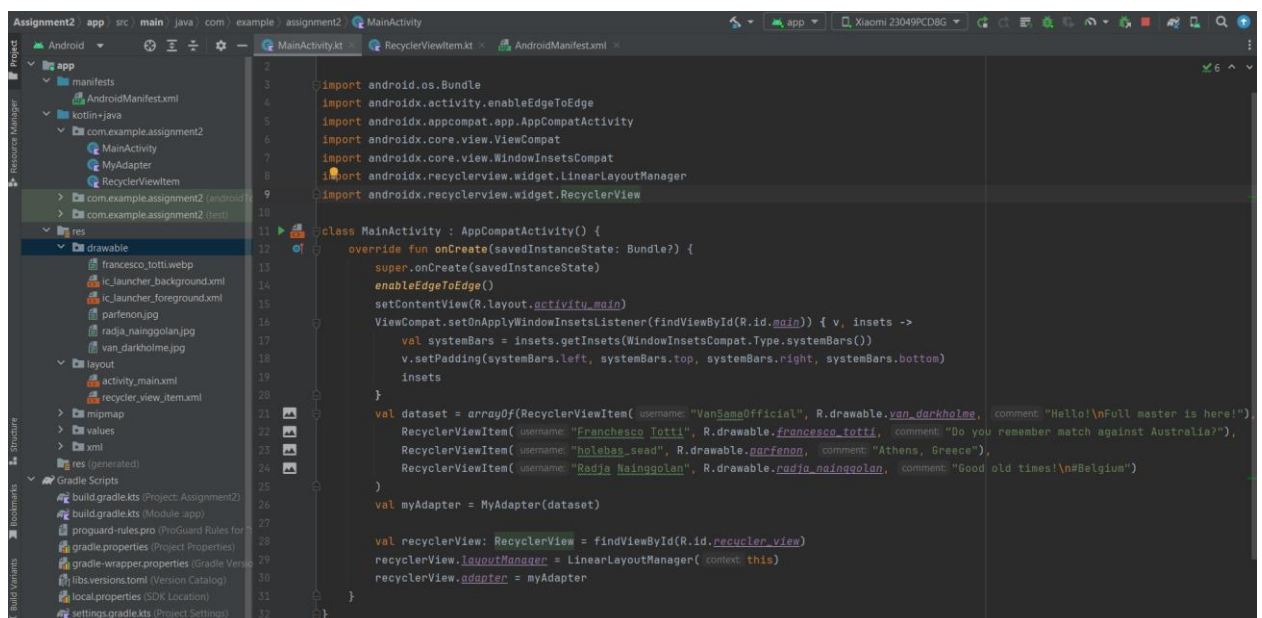 Assignment2 › app › src › main › java › com › example › assignment2 › MainActivity
app
Xiaomi 23049PCD8G
Android
MainActivity.kt
RecyclerViewItem.kt
AndroidManifest.xml
Project
Resource Manager
Structure
Bookmarks
Build Variants
app
manifests
AndroidManifest.xml
kotlin+java
com.example.assignment2
MainActivity
MyAdapter
RecyclerViewItem
com.example.assignment2 (androidTe
com.example.assignment2 (test)
res
drawable
francesco_totti.webp
ic_launcher_background.xml
ic_launcher_foreground.xml
parfenon.jpg
radja_nainggolan.jpg
van_darkholme.jpg
layout
activity_main.xml
recycler_view_item.xml
mipmap
values
xml
res (generated)
Gradle Scripts
build.gradle.kts (Project: Assignment2)
build.gradle.kts (Module :app)
proguard-rules.pro (ProGuard Rules for
gradle.properties (Project Properties)
gradle-wrapper.properties (Gradle Versio
libs.versions.toml (Version Catalog)
local.properties (SDK Location)
settings.gradle.kts (Project Settings)
6
2
3 import android.os.Bundle
4 import androidx.activity.enableEdgeToEdge
5 import androidx.appcompat.app.AppCompatActivity
6 import androidx.core.view.ViewCompat
7 import androidx.core.view.WindowInsetsCompat
8 import androidx.recyclerview.widget.LinearLayoutManager
9 import androidx.recyclerview.widget.RecyclerView
10
11 class MainActivity : AppCompatActivity() {
12 override fun onCreate(savedInstanceState: Bundle?) {
13 super.onCreate(savedInstanceState)
14 enableEdgeToEdge()
15 setContentView(R.layout.activity_main)
16 ViewCompat.setOnApplyWindowInsetsListener(findViewById(R.id.main)) { v, insets ->
17 val systemBars = insets.getInsets(WindowInsetsCompat.Type.systemBars())
18 v.setPadding(systemBars.left, systemBars.top, systemBars.right, systemBars.bottom)
19 insets
20 }
21 val dataset = arrayOf(RecyclerViewItem( username: "VanSamaOfficial", R.drawable.van_darkholme, comment: "Hello!\nFull master is here!"),
22 RecyclerViewItem( username: "Franchesco Totti", R.drawable.francesco_totti, comment: "Do you remember match against Australia?"),
23 RecyclerViewItem( username: "holebas_sead", R.drawable.parfenon, comment: "Athens, Greece"),
24 RecyclerViewItem( username: "Radja Nainggolan", R.drawable.radja_nainggolan, comment: "Good old times!\n#Belgium")
25 )
26 val myAdapter = MyAdapter(dataset)
27
28 val recyclerView: RecyclerView = findViewById(R.id.recycler_view)
29 recyclerView.layoutManager = LinearLayoutManager( context: this)
30 recyclerView.adapter = myAdapter
31 }
32 }